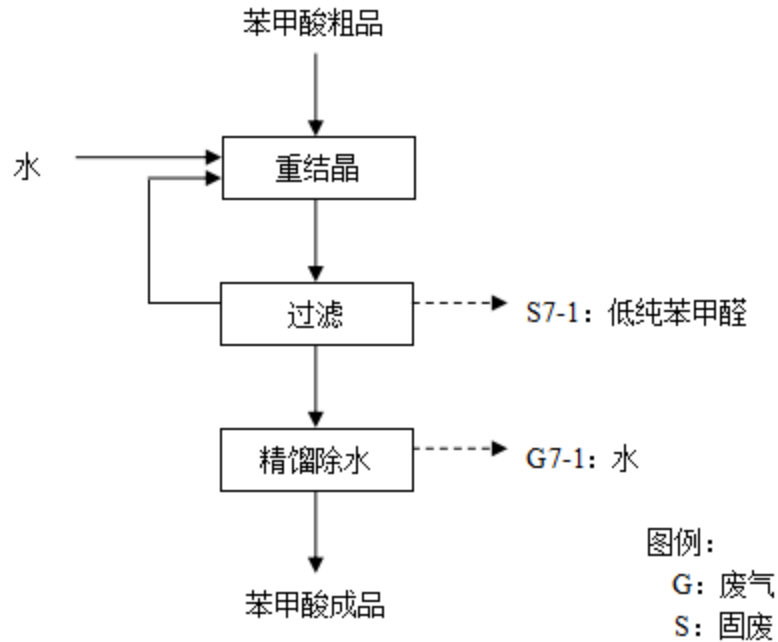 苯甲酸粗品
水
重结晶
过滤
S7-1：低纯苯甲醛
精馏除水
G7-1：水
苯甲酸成品
图例：
G：废气
S：固废